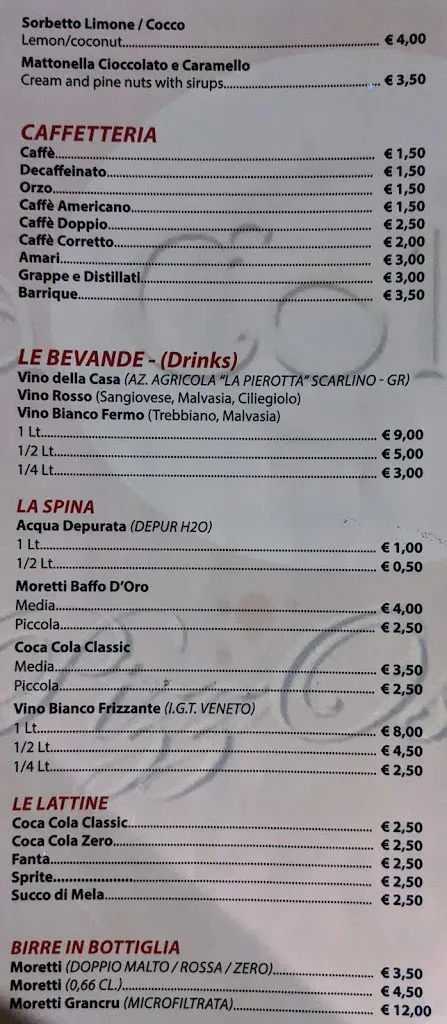 Sorbetto Limone / Cocco
Lemon/coconut........ € 4,00
Mattonella Cioccolato e Caramello
Cream and pine nuts with sirups........ € 3,50
CAFFETTERIA
Caffè........ € 1,50
Decaffeinato........ € 1,50
Orzo........ € 1,50
Caffè Americano........ € 1,50
Caffè Doppio........ € 2,50
Caffè Corretto........ € 2,00
Amari........ € 3,00
Grappe e Distillati........ € 3,00
Barrique........ € 3,50
LE BEVANDE - (Drinks)
Vino della Casa (AZ. AGRICOLA "LA PIEROTTA" SCARLINO - GR)
Vino Rosso (Sangiovese, Malvasia, Ciliegiolo)
Vino Bianco Fermo (Trebbiano, Malvasia)
1 Lt........ € 9,00
1/2 Lt........ € 5,00
1/4 Lt........ € 3,00
LA SPINA
Acqua Depurata (DEPUR H2O)
1 Lt........ € 1,00
1/2 Lt........ € 0,50
Moretti Baffo D'Oro
Media........ € 4,00
Piccola........ € 2,50
Coca Cola Classic
Media........ € 3,50
Piccola........ € 2,50
Vino Bianco Frizzante (I.G.T. VENETO)
1 Lt........ € 8,00
1/2 Lt........ € 4,50
1/4 Lt........ € 2,50
LE LATTINE
Coca Cola Classic........ € 2,50
Coca Cola Zero........ € 2,50
Fanta........ € 2,50
Sprite........ € 2,50
Succo di Mela........ € 2,50
BIRRE IN BOTTIGLIA
Moretti (DOPPIO MALTO / ROSSA / ZERO)........ € 3,50
Moretti (0,66 CL.)........ € 4,50
Moretti Grancru (MICROFILTRATA)........ € 12,00